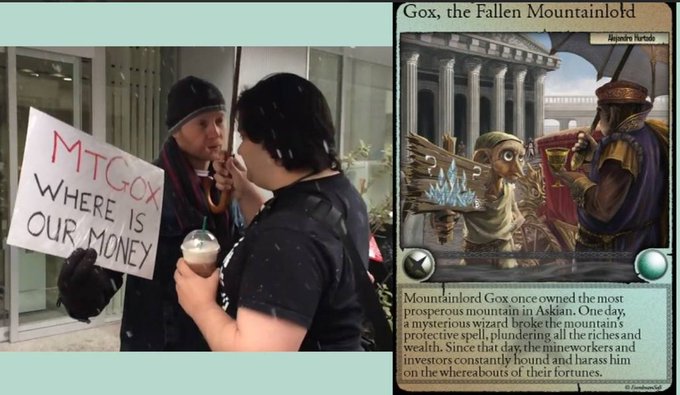 MTGOX
WHERE IS
OUR MONEY
Gox, the Fallen Mountainlord
Alejandro Hurtado
Mountainlord Gox once owned the most
prosperous mountain in Askian. One day,
a mysterious wizard broke the mountain's
protective spell, plundering all the riches and
wealth. Since that day, the mineworkers and
investors constantly hound and harass him
on the whereabouts of their fortunes.